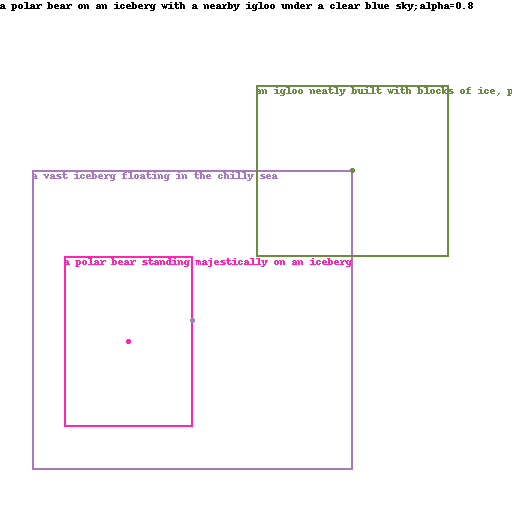 a polar bear on an iceberg with a nearby igloo under a clear blue sky;alpha=0.8
an igloo neatly built with blocks of ice, p
a vast iceberg floating in the chilly sea
a polar bear standing majestically on an iceberg